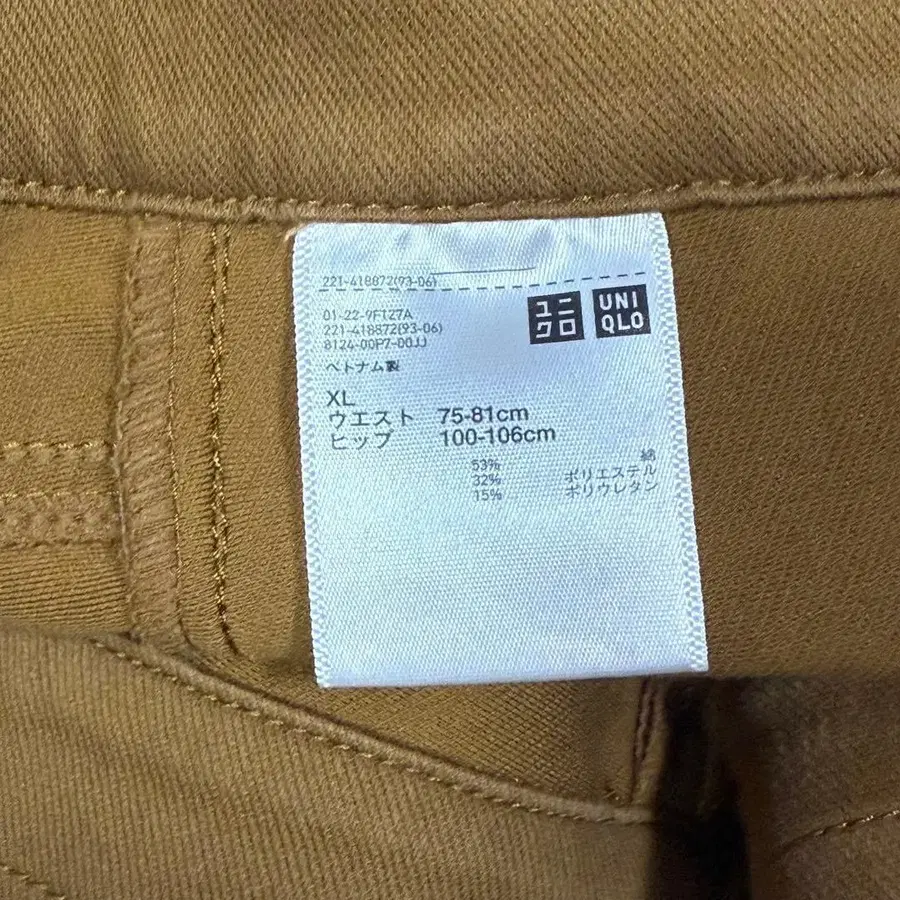 221-418872(93-06)
ユニ
クロ
UNI
QLO
01-22-9F1Z7A
221-418872(93-06)
8124-00P7-00JJ
ベトナム製
XL
ウエスト 75-81cm
ヒップ 100-106cm
53% 綿
32% ポリエステル
15% ポリウレタン